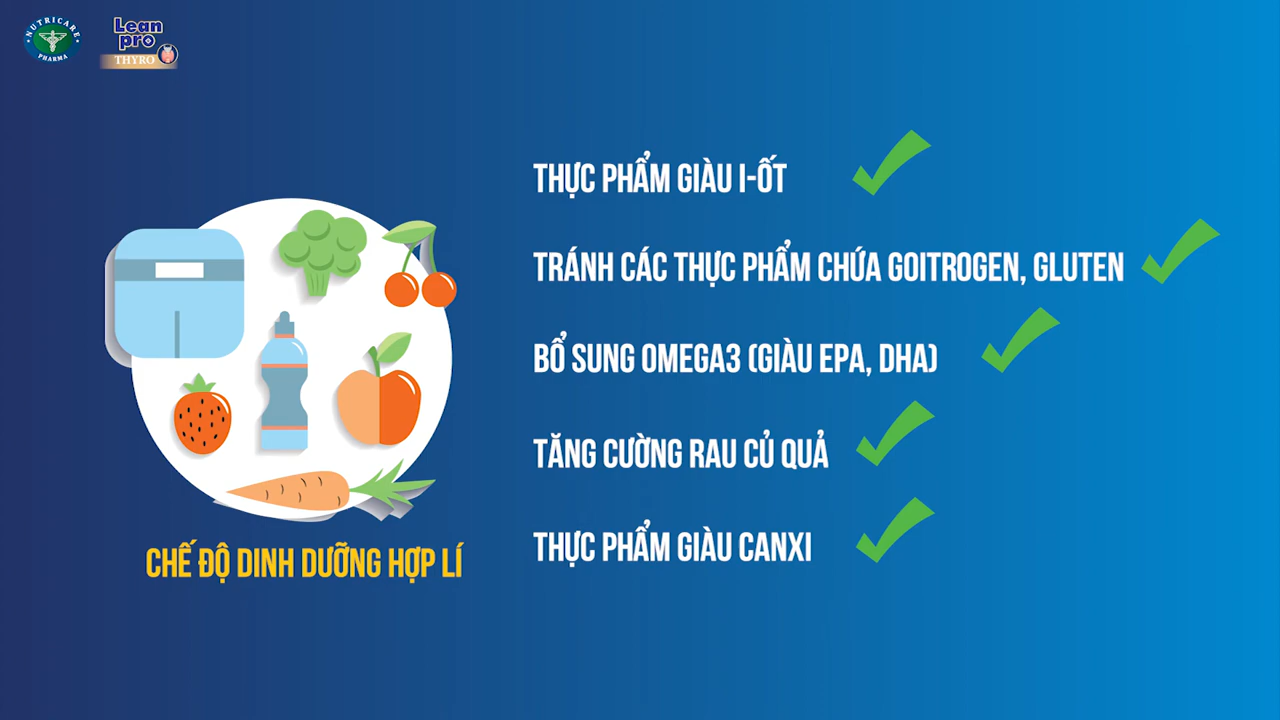 NUTRICARE
PHARMA
Lean
pro
THYRO
THỰC PHẨM GIÀU I-ỐT
TRÁNH CÁC THỰC PHẨM CHỨA GOITROGEN, GLUTEN
BỔ SUNG OMEGA3 (GIÀU EPA, DHA)
TĂNG CƯỜNG RAU CỦ QUẢ
THỰC PHẨM GIÀU CANXI
CHẾ ĐỘ DINH DƯỠNG HỢP LÍ